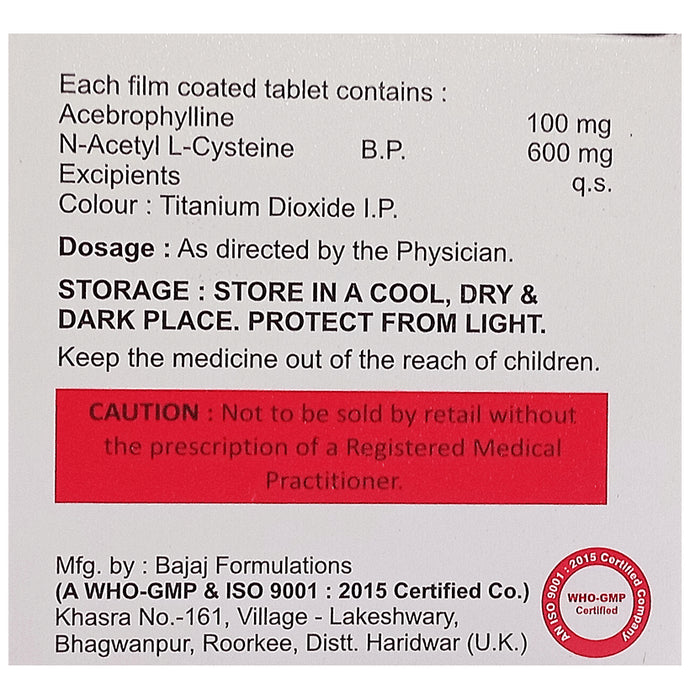 Each film coated tablet contains :
Acebrophylline 100 mg
N-Acetyl L-Cysteine B.P. 600 mg
Excipients q.s.
Colour : Titanium Dioxide I.P.
Dosage : As directed by the Physician.
STORAGE : STORE IN A COOL, DRY &
DARK PLACE. PROTECT FROM LIGHT.
Keep the medicine out of the reach of children.
CAUTION : Not to be sold by retail without
the prescription of a Registered Medical
Practitioner.
Mfg. by : Bajaj Formulations
(A WHO-GMP & ISO 9001 : 2015 Certified Co.)
Khasra No.-161, Village - Lakeshwary,
Bhagwanpur, Roorkee, Distt. Haridwar (U.K.)
AN ISO 9001 : 2015 Certified Company
WHO-GMP
Certified